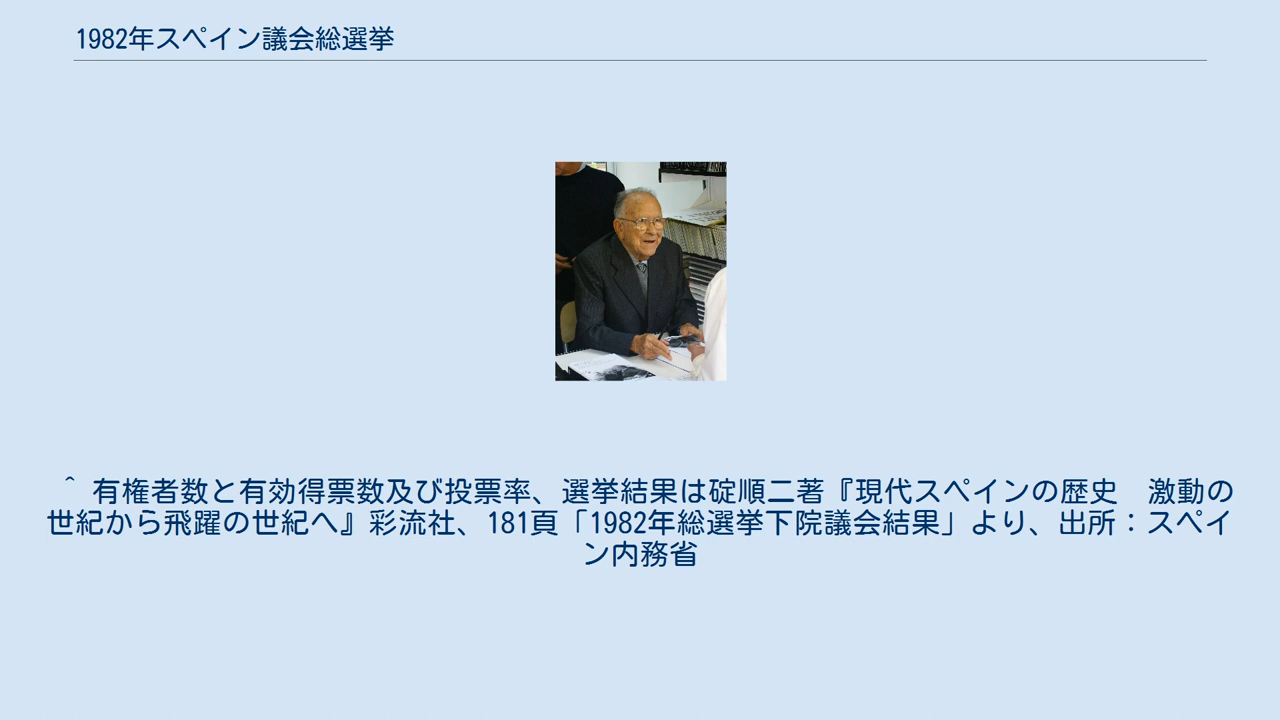 1982年スペイン議会総選挙
^ 有権者数と有効得票数及び投票率、選挙結果は碇順二著『現代スペインの歴史　激動の
世紀から飛躍の世紀へ』彩流社、181頁「1982年総選挙下院議会結果」より、出所：スペイ
ン内務省